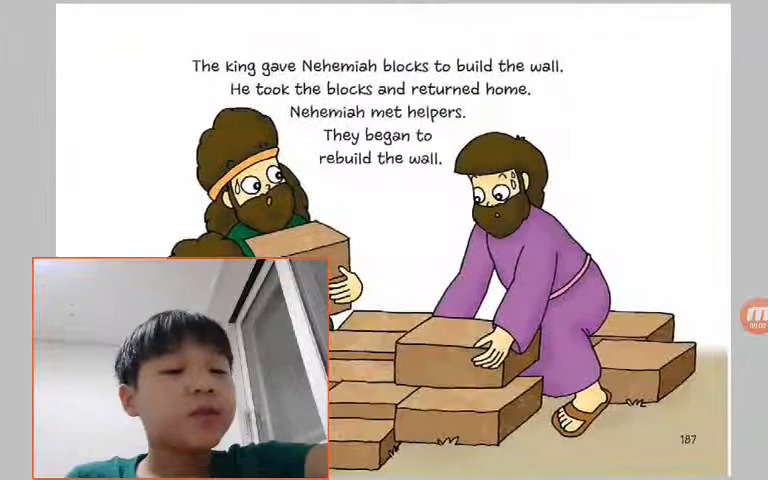 The king gave Nehemiah blocks to build the wall.
He took the blocks and returned home.
Nehemiah met helpers.
They began to
rebuild the wall.
187